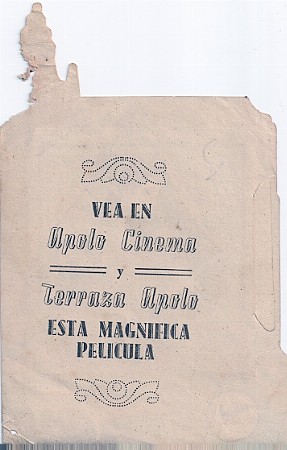 VEA EN
Apolo Cinema
y
Terraza Apolo
ESTA MAGNIFICA
PELICULA